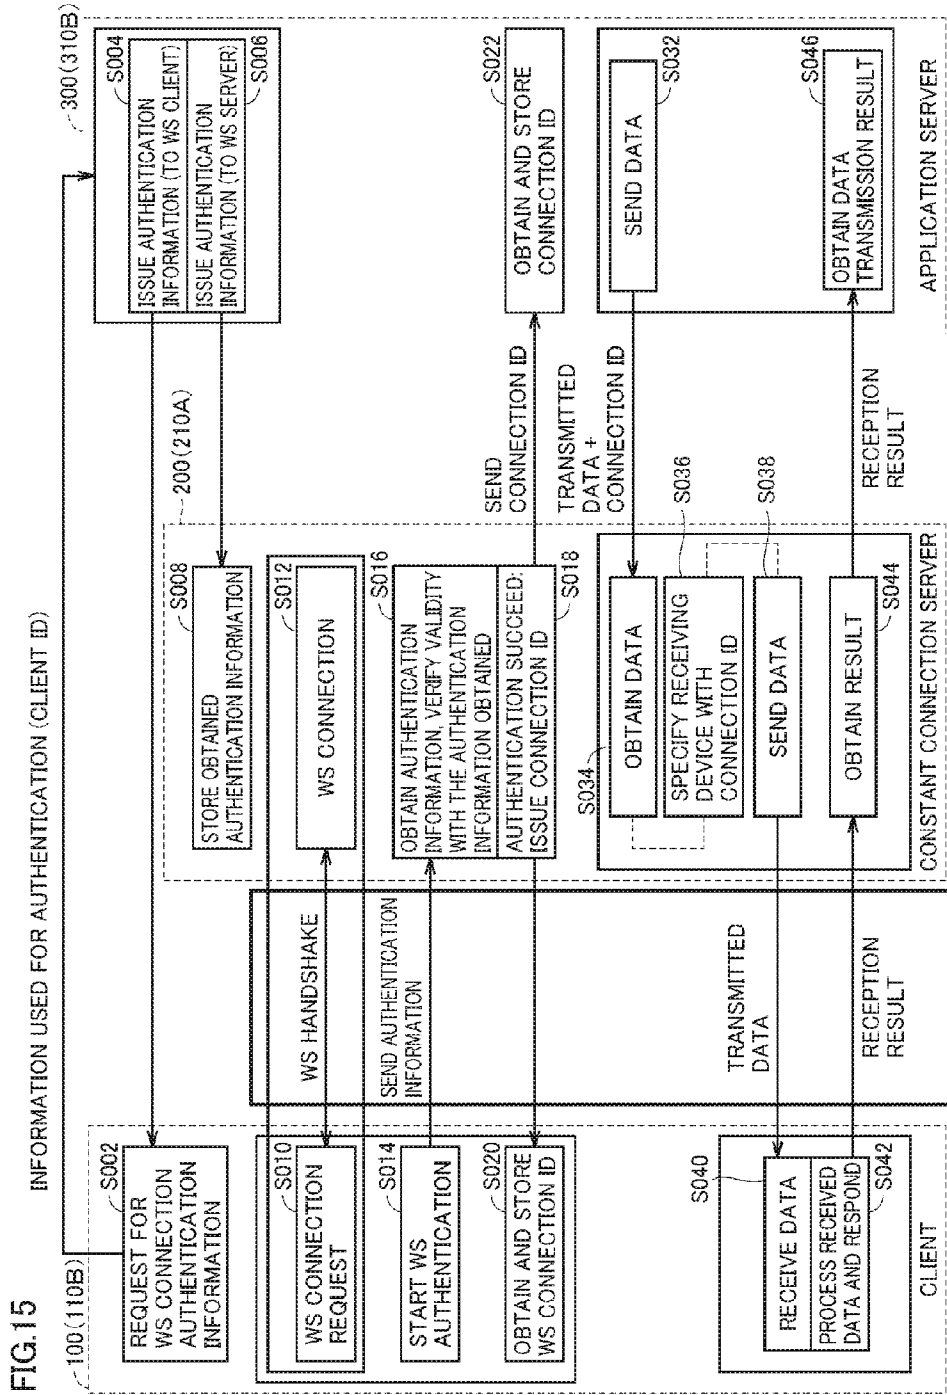 FIG.15
INFORMATION USED FOR AUTHENTICATION (CLIENT ID)
100(110B)
S002
REQUEST FOR
WS CONNECTION
AUTHENTICATION
INFORMATION
S010
WS CONNECTION
REQUEST
S014
START WS
AUTHENTICATION
S020
OBTAIN AND STORE
WS CONNECTION ID
S040
RECEIVE DATA
PROCESS RECEIVED
DATA AND RESPOND
S042
CLIENT
WS HANDSHAKE
SEND AUTHENTICATION
INFORMATION
TRANSMITTED
DATA
RECEPTION
RESULT
200(210A)
S008
STORE OBTAINED
AUTHENTICATION INFORMATION
S012
WS CONNECTION
S016
OBTAIN AUTHENTICATION
INFORMATION, VERIFY VALIDITY
WITH THE AUTHENTICATION
INFORMATION OBTAINED
AUTHENTICATION SUCCEED:
ISSUE CONNECTION ID
S018
S034
OBTAIN DATA
S036
SPECIFY RECEIVING
DEVICE WITH
CONNECTION ID
S038
SEND DATA
S044
OBTAIN RESULT
CONSTANT CONNECTION SERVER
SEND
CONNECTION ID
TRANSMITTED
DATA+
CONNECTION ID
RECEPTION
RESULT
300(310B)
S004
ISSUE AUTHENTICATION
INFORMATION (TO WS CLIENT)
ISSUE AUTHENTICATION
INFORMATION (TO WS SERVER)
S006
S022
OBTAIN AND STORE
CONNECTION ID
S032
SEND DATA
S046
OBTAIN DATA
TRANSMISSION RESULT
APPLICATION SERVER